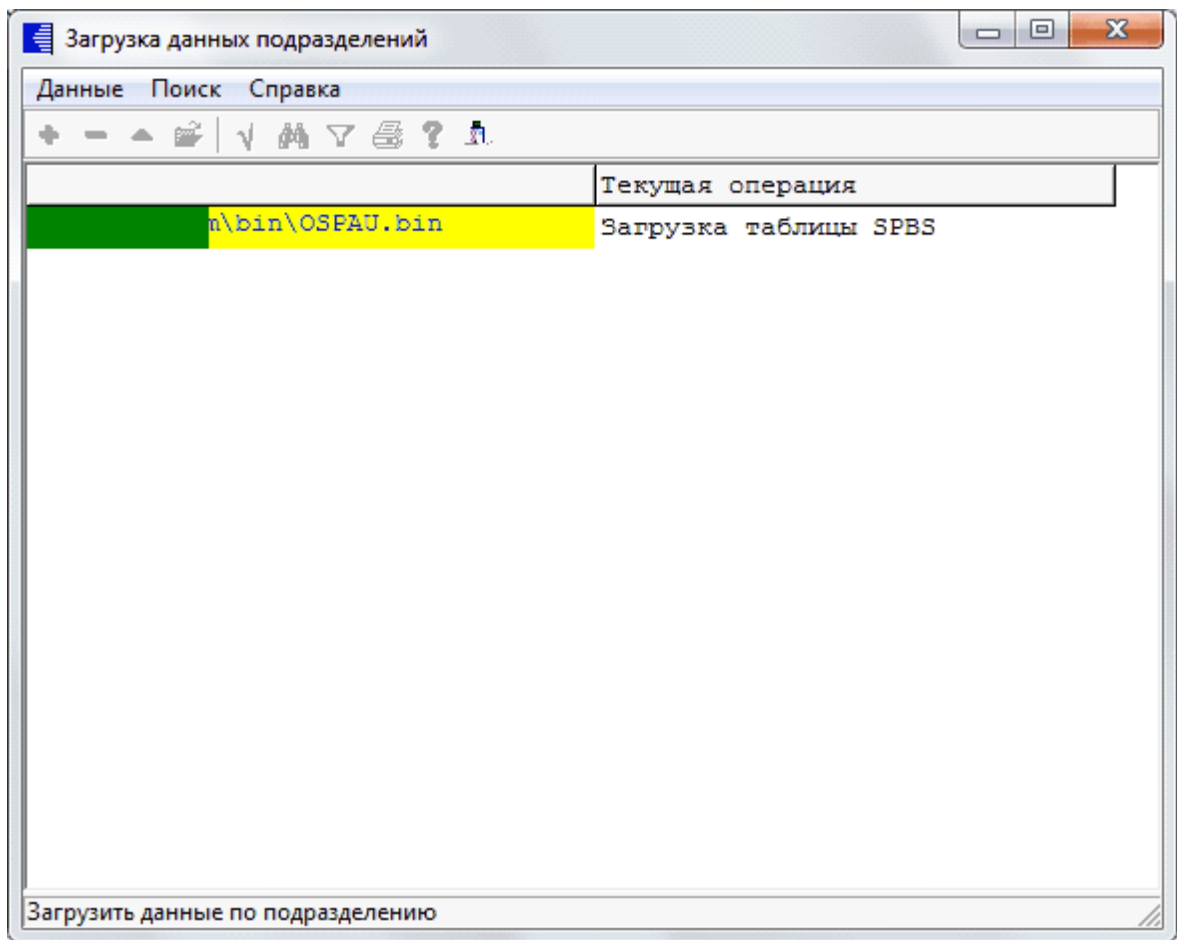 Загрузка данных подразделений
Данные Поиск Справка
Текущая операция
m\bin\OSPAU.bin Загрузка таблицы SPBS
Загрузить данные по подразделению